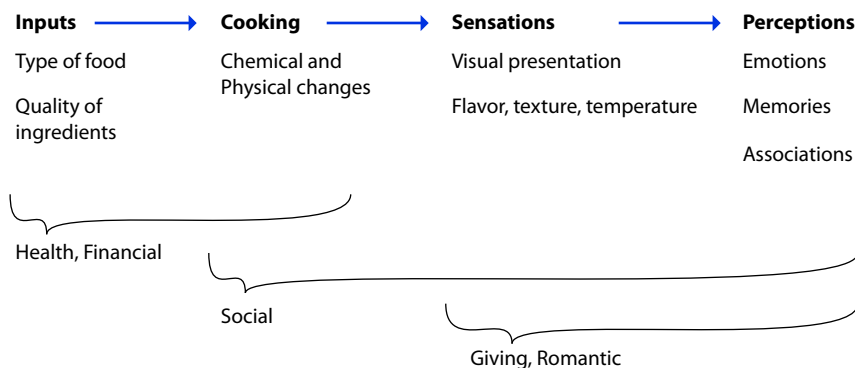 Inputs
Cooking
Sensations
Perceptions
Type of food
Quality of
ingredients
Chemical and
Physical changes
Visual presentation
Flavor, texture, temperature
Emotions
Memories
Associations
Health, Financial
Social
Giving, Romantic